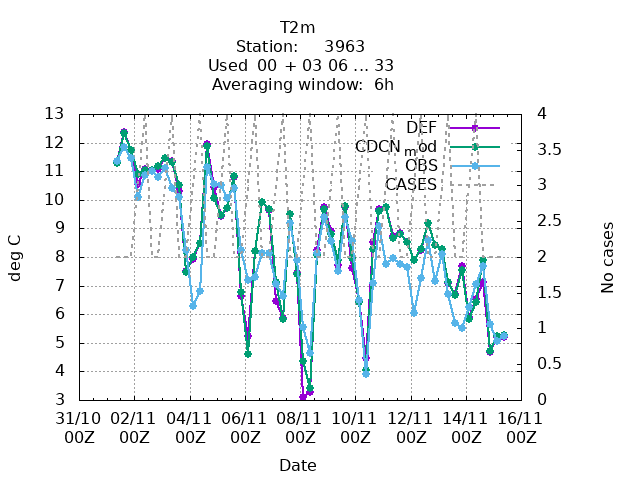 T2m
Station: 3963
Used 00 + 03 06 ... 33
Averaging window: 6h
DEF
CDCN_mod
OBS
CASES
13
12
11
10
9
8
7
6
5
4
3
deg C
4
3.5
3
2.5
2
1.5
1
0.5
0
No cases
31/10 02/11 04/11 06/11 08/11 10/11 12/11 14/11 16/11
00Z 00Z 00Z 00Z 00Z 00Z 00Z 00Z 00Z
Date